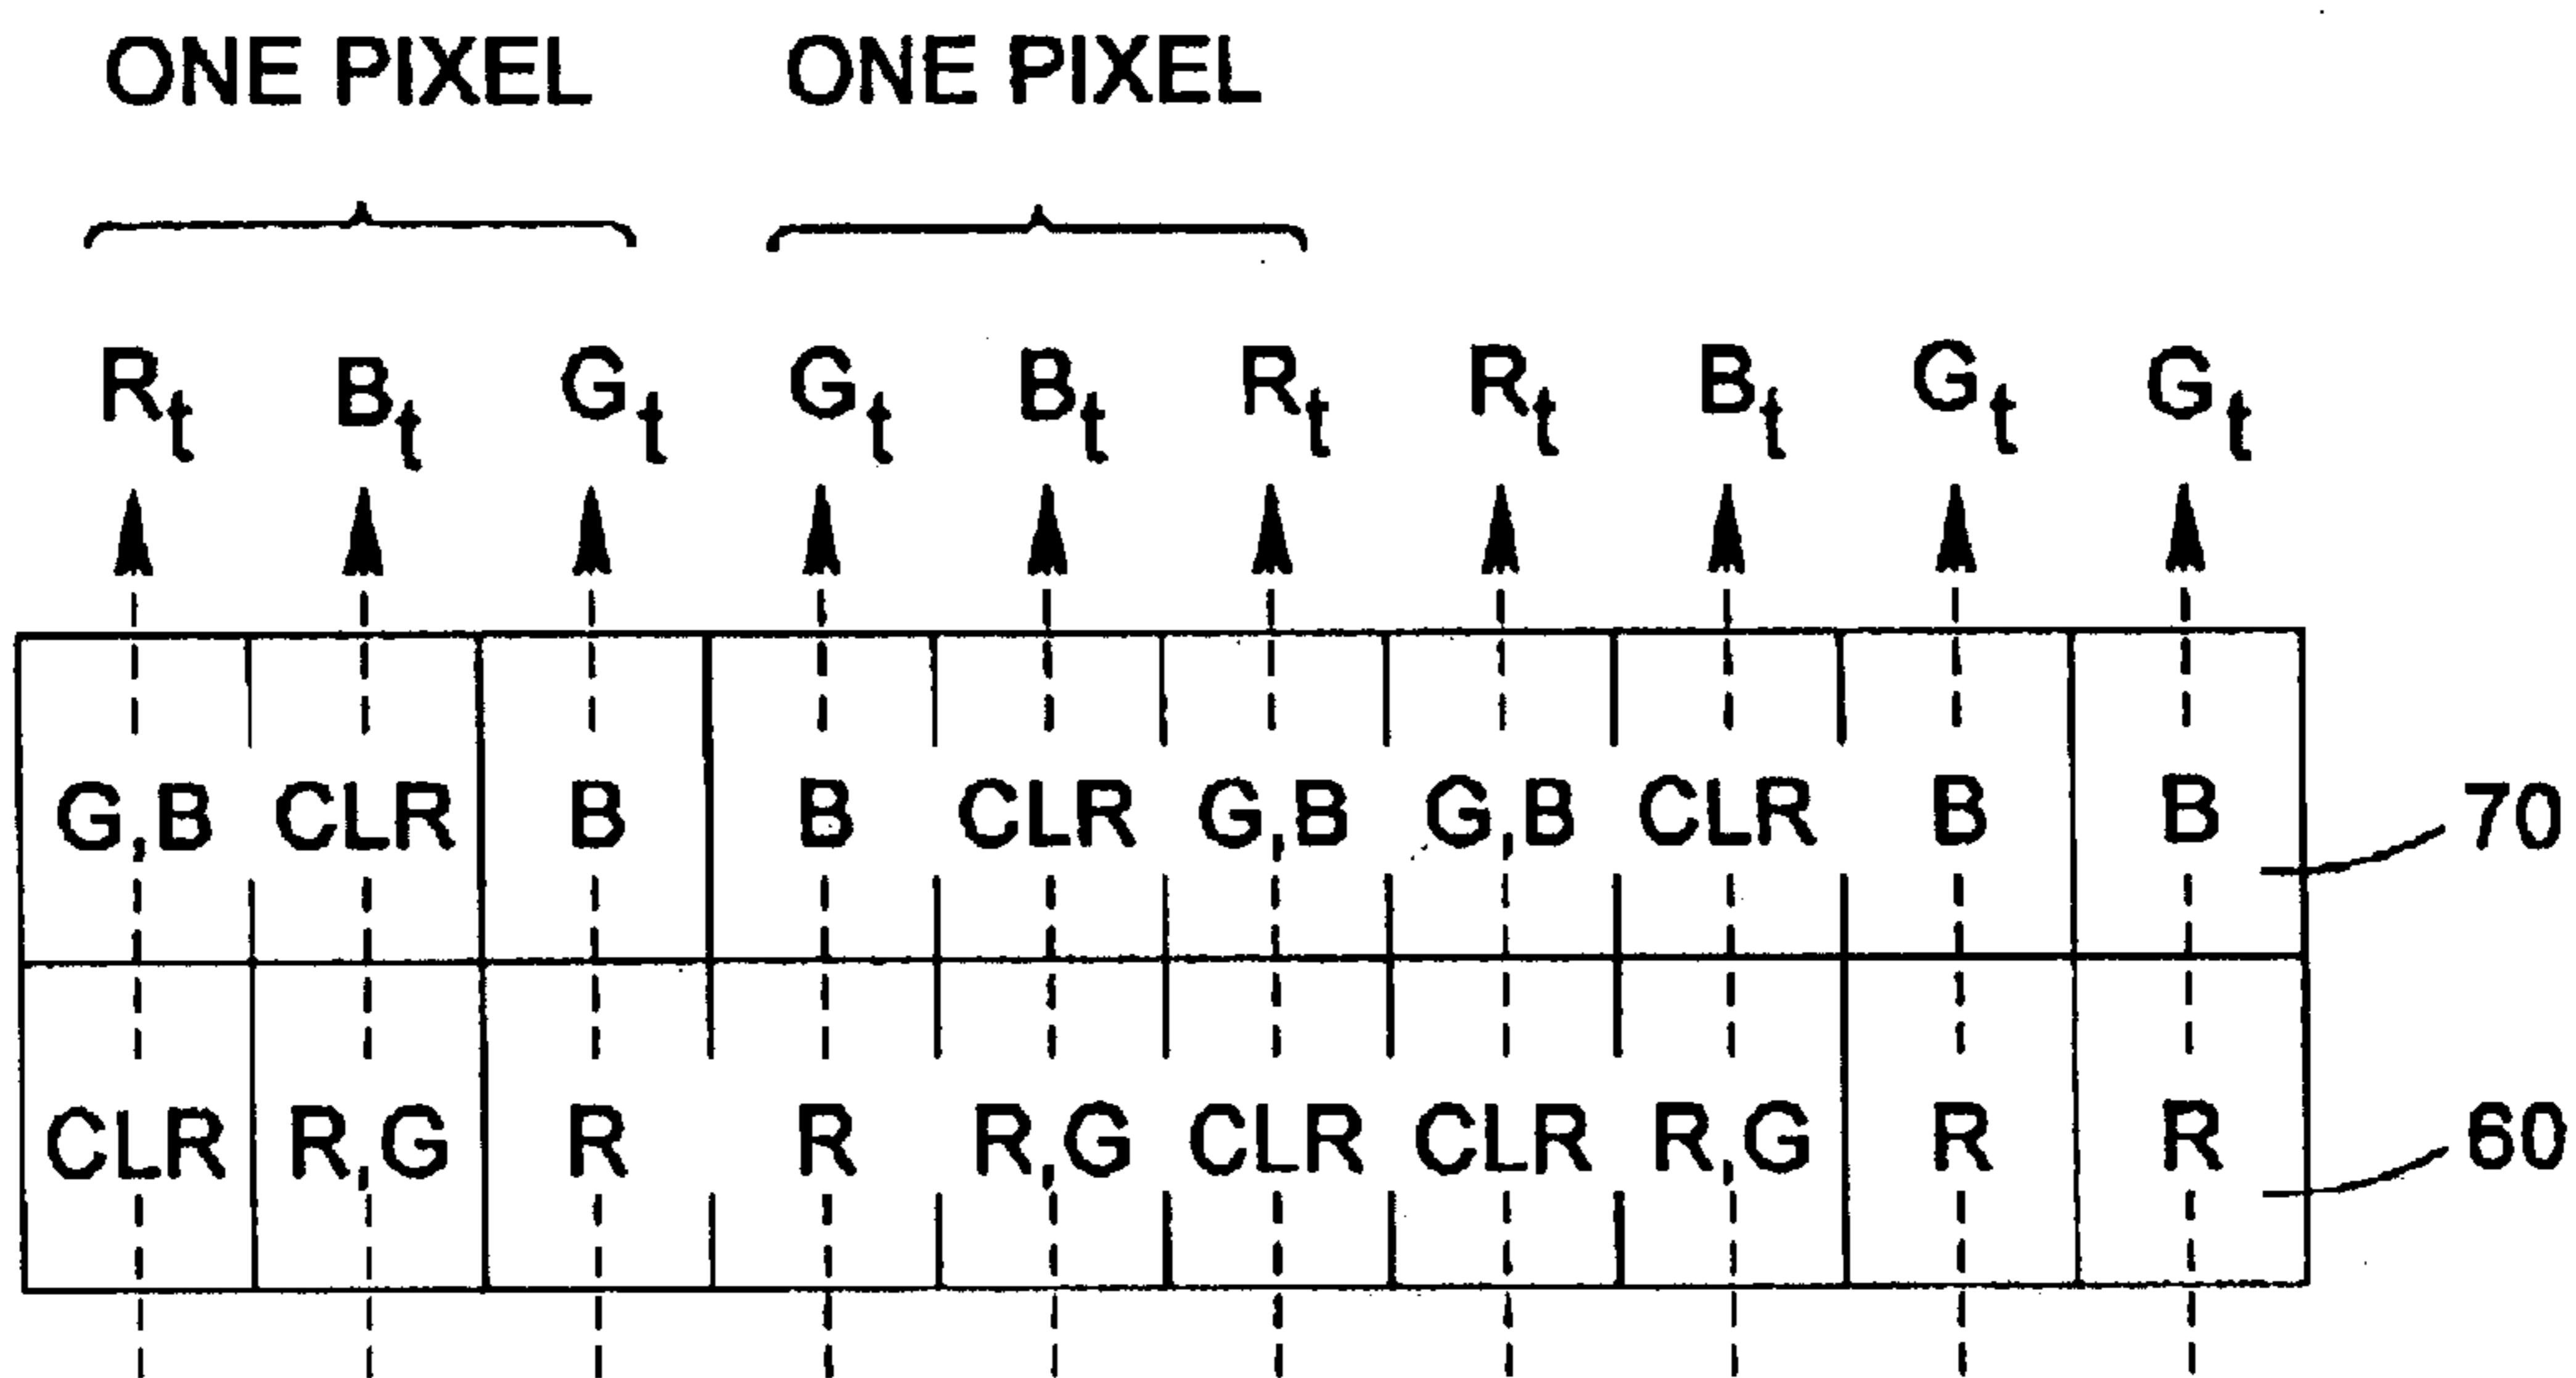 ONE PIXEL ONE PIXEL
Rt Bt Gt Gt Bt Rt Rt Bt Gt Gt
G,B CLR B B CLR G,B G,B CLR B B 70
CLR R,G R R R,G CLR CLR R,G R R 60